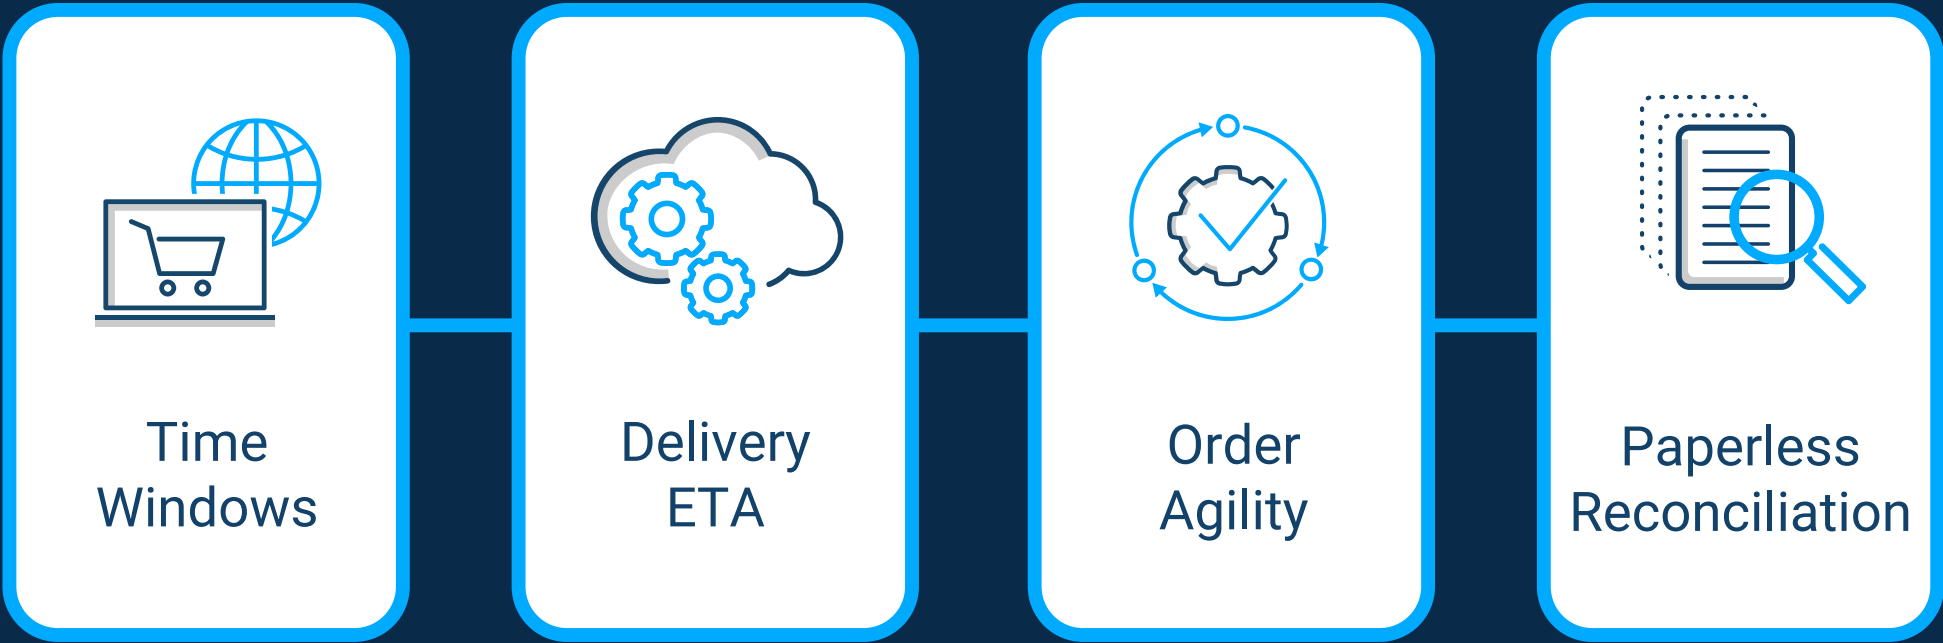 Time
Windows
Delivery
ETA
Order
Agility
Paperless
Reconciliation